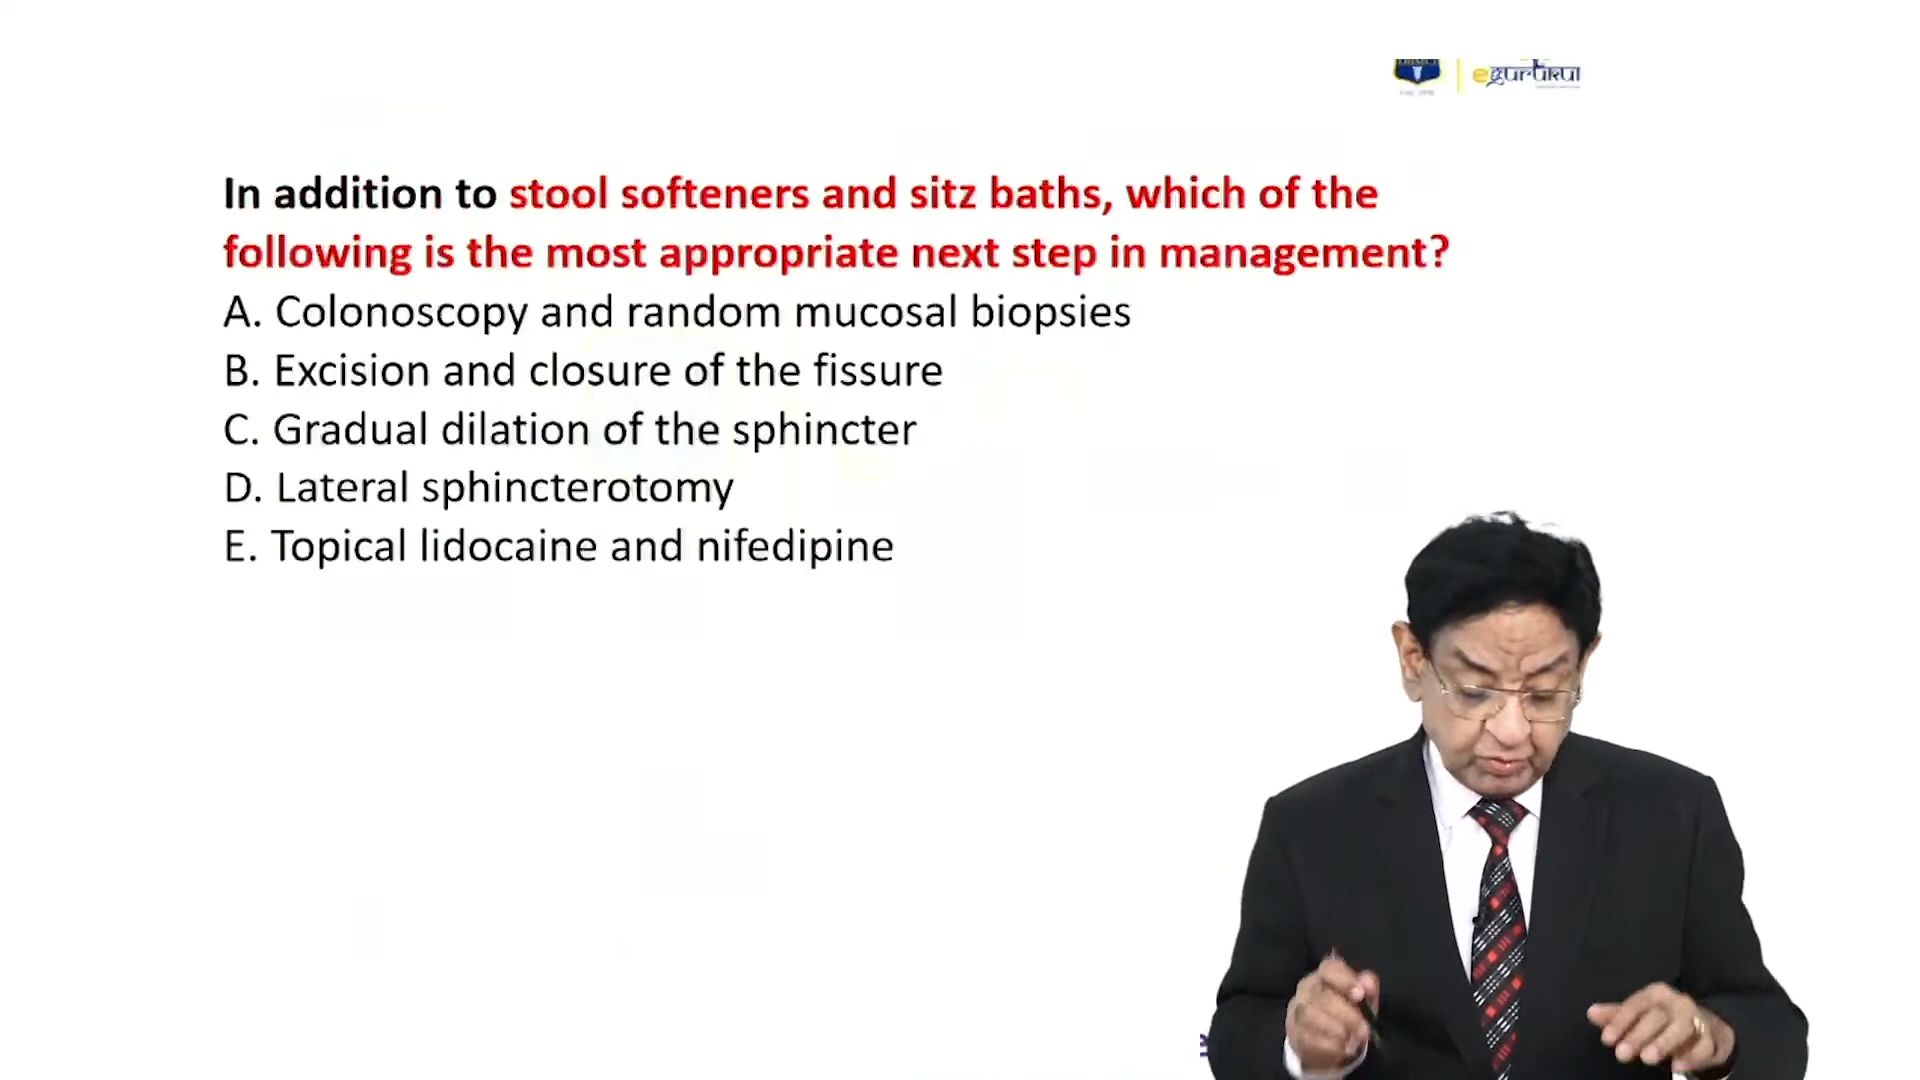 egurukul
In addition to stool softeners and sitz baths, which of the
following is the most appropriate next step in management?
A. Colonoscopy and random mucosal biopsies
B. Excision and closure of the fissure
C. Gradual dilation of the sphincter
D. Lateral sphincterotomy
E. Topical lidocaine and nifedipine